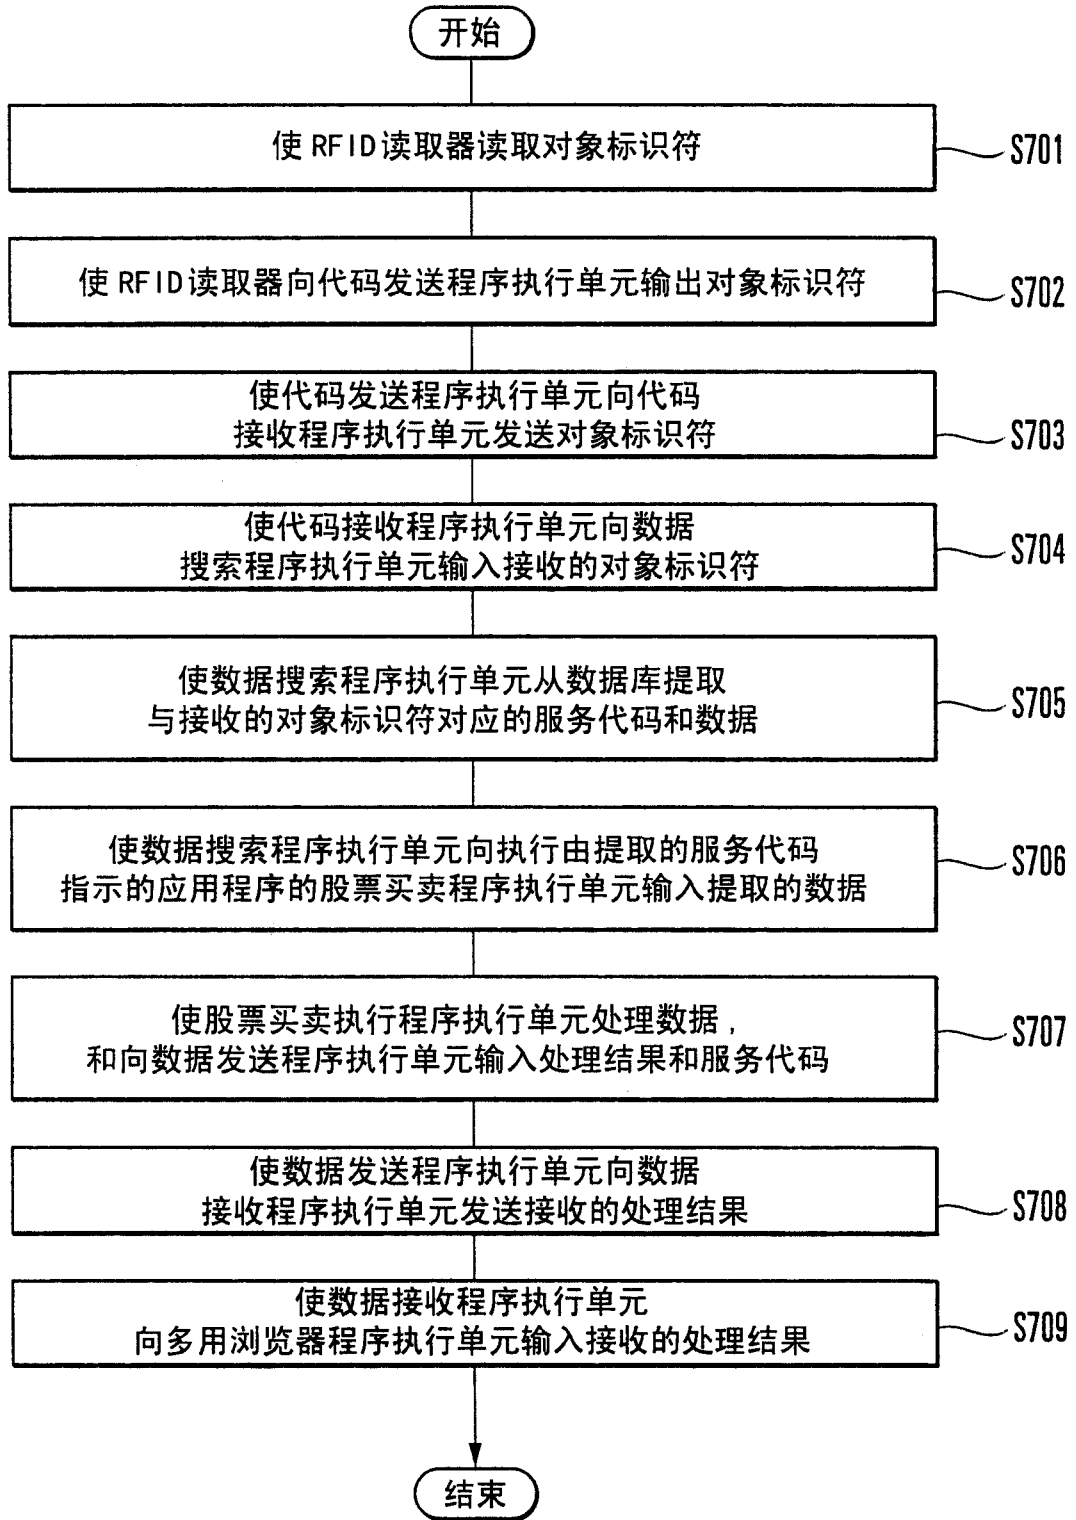 开始
使RFID读取器读取对象标识符
S701
使RFID读取器向代码发送程序执行单元输出对象标识符
S702
使代码发送程序执行单元向代码
接收程序执行单元发送对象标识符
S703
使代码接收程序执行单元向数据
搜索程序执行单元输入接收的对象标识符
S704
使数据搜索程序执行单元从数据库提取
与接收的对象标识符对应的服务代码和数据
S705
使数据搜索程序执行单元向执行由提取的服务代码
指示的应用程序的股票买卖程序执行单元输入提取的数据
S706
使股票买卖执行程序执行单元处理数据,
和向数据发送程序执行单元输入处理结果和服务代码
S707
使数据发送程序执行单元向数据
接收程序执行单元发送接收的处理结果
S708
使数据接收程序执行单元
向多用浏览器程序执行单元输入接收的处理结果
S709
结束